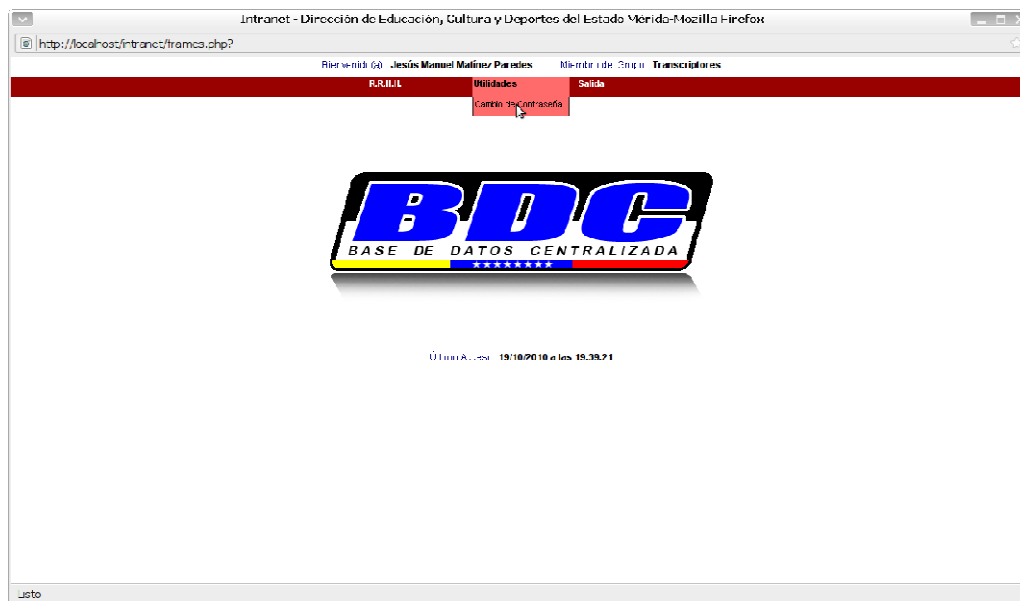 Intranet - Dirección de Educación, Cultura y Deportes del Estado Mérida-Mozilla Firefox
http://localhost/intranet/frames.php?
Bienvenido(a) Jesús Manuel Matínez Paredes Miembro del Grupo Transcriptores
Utilidades Salida
Cambio de Contraseña
BDC
BASE DE DATOS CENTRALIZADA
Último Acceso 19/10/2010 a las 19:39:21
Listo